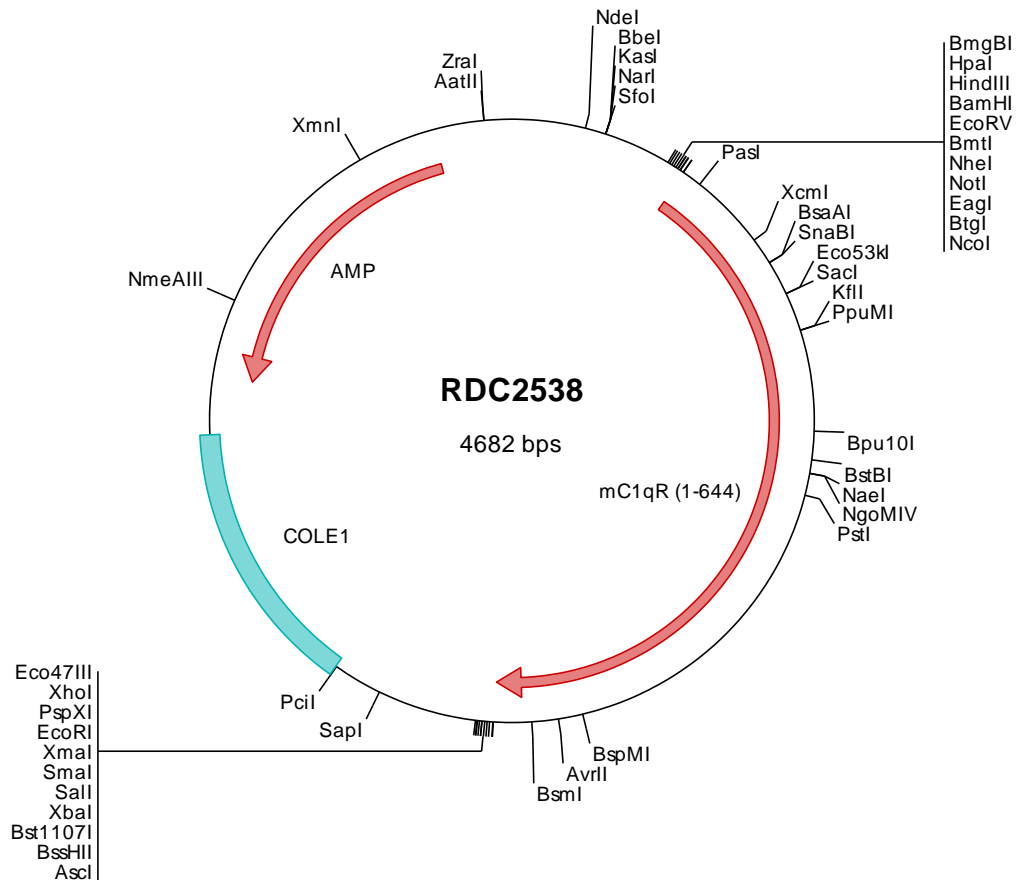 NdeI
BbeI
KasI
NarI
SfoI
ZraI
AatII
XmnI
NmeAIII
BmgBI
HpaI
HindIII
BamHI
EcoRV
BmtI
NheI
NotI
EagI
BtgI
NcoI
PasI
XcmI
BsaAI
SnaBI
Eco53kI
SacI
KflI
PpuMI
AMP
RDC2538
4682 bps
mC1qR (1-644)
Bpu10I
BstBI
NaeI
NgoMIV
PstI
COLE1
PciI
SapI
BspMI
AvrII
BsmI
Eco47III
XhoI
PspXI
EcoRI
XmaI
SmaI
SalI
XbaI
Bst1107I
BssHII
AscI